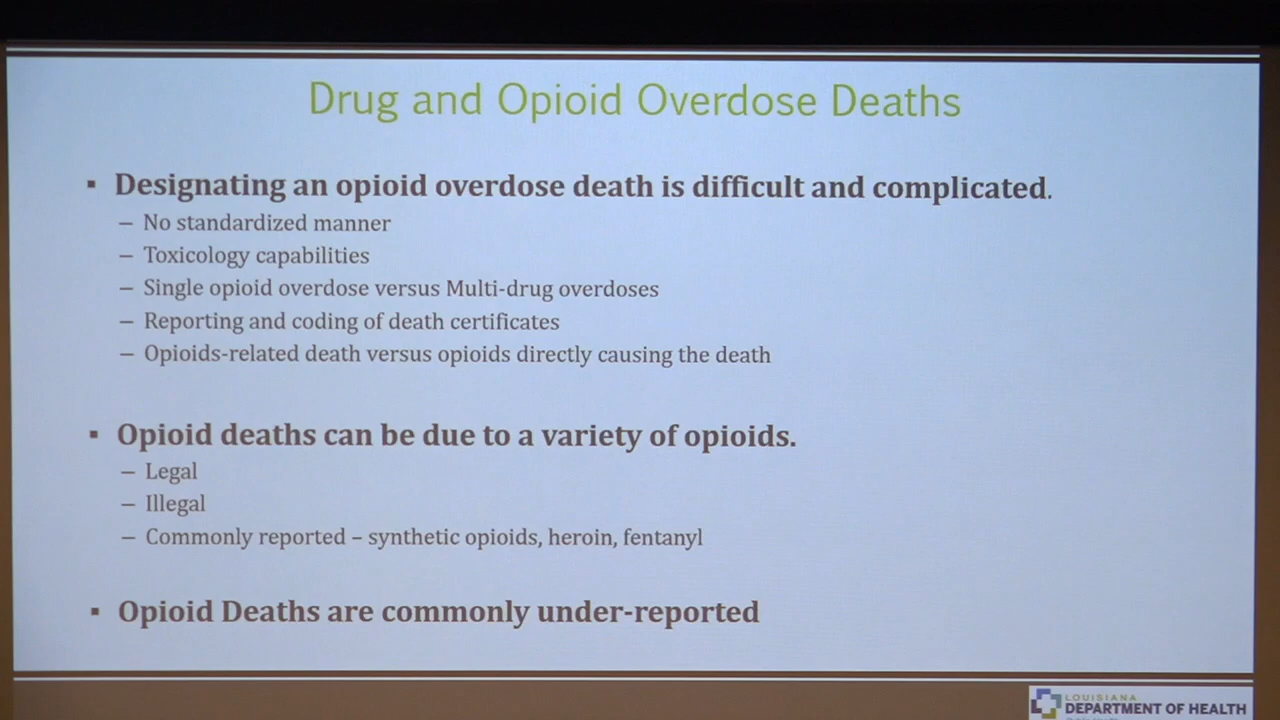 Drug and Opioid Overdose Deaths
▪ Designating an opioid overdose death is difficult and complicated.
– No standardized manner
– Toxicology capabilities
– Single opioid overdose versus Multi-drug overdoses
– Reporting and coding of death certificates
– Opioids-related death versus opioids directly causing the death
▪ Opioid deaths can be due to a variety of opioids.
– Legal
– Illegal
– Commonly reported – synthetic opioids, heroin, fentanyl
▪ Opioid Deaths are commonly under-reported
LOUISIANA
DEPARTMENT OF HEALTH